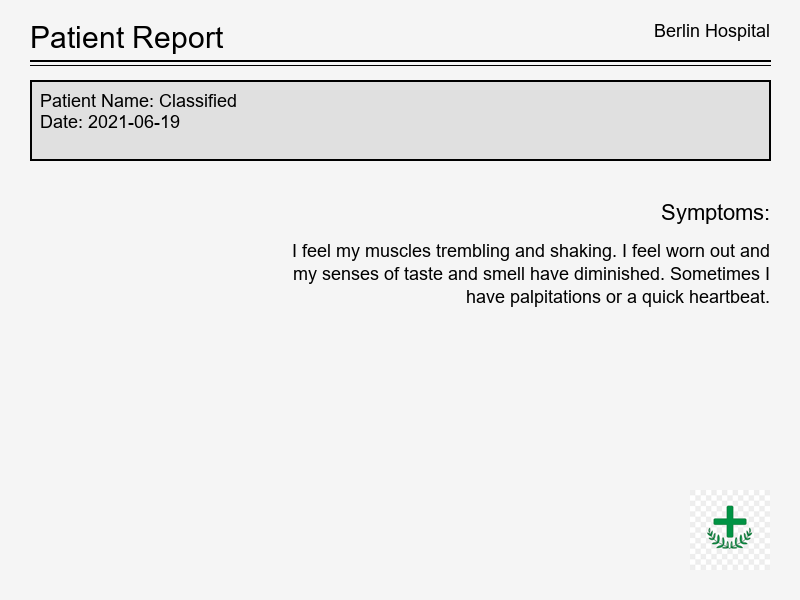 Patient Report
Berlin Hospital
Patient Name: Classified
Date: 2021-06-19
Symptoms:
I feel my muscles trembling and shaking. I feel worn out and
my senses of taste and smell have diminished. Sometimes I
have palpitations or a quick heartbeat.